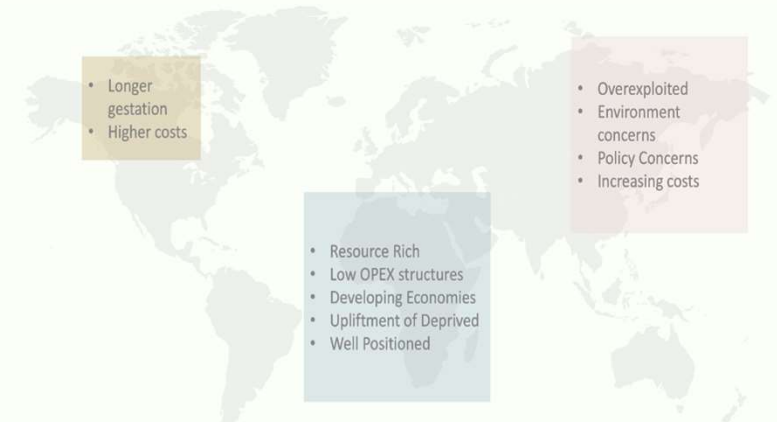 • Longer
gestation
• Higher costs
• Overexploited
• Environment
concerns
• Policy Concerns
• Increasing costs
• Resource Rich
• Low OPEX structures
• Developing Economies
• Upliftment of Deprived
• Well Positioned